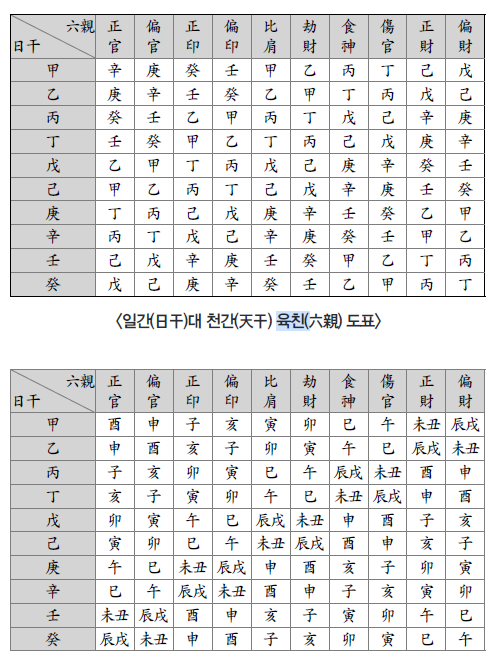 六親 正官 偏官 正印 偏印 比肩 劫財 食神 傷官 正財 偏財
日干
甲 辛 庚 癸 壬 甲 乙 丙 丁 己 戊
乙 庚 辛 壬 癸 乙 甲 丁 丙 戊 己
丙 癸 壬 乙 甲 丙 丁 戊 己 辛 庚
丁 壬 癸 甲 乙 丁 丙 己 戊 庚 辛
戊 乙 甲 丁 丙 戊 己 庚 辛 癸 壬
己 甲 乙 丙 丁 己 戊 辛 庚 壬 癸
庚 丁 丙 己 戊 庚 辛 壬 癸 乙 甲
辛 丙 丁 戊 己 辛 庚 癸 壬 甲 乙
壬 己 戊 辛 庚 壬 癸 甲 乙 丁 丙
癸 戊 己 庚 辛 癸 壬 乙 甲 丙 丁
〈일간(日干)대 천간(天干) 육친(六親) 도표〉
六親 正官 偏官 正印 偏印 比肩 劫財 食神 傷官 正財 偏財
日干
甲 酉 申 子 亥 寅 卯 巳 午 未丑 辰戌
乙 申 酉 亥 子 卯 寅 午 巳 辰戌 未丑
丙 子 亥 卯 寅 巳 午 辰戌 未丑 酉 申
丁 亥 子 寅 卯 午 巳 未丑 辰戌 申 酉
戊 卯 寅 午 巳 辰戌 未丑 申 酉 子 亥
己 寅 卯 巳 午 未丑 辰戌 酉 申 亥 子
庚 午 巳 未丑 辰戌 申 酉 亥 子 卯 寅
辛 巳 午 辰戌 未丑 酉 申 子 亥 寅 卯
壬 未丑 辰戌 酉 申 亥 子 寅 卯 午 巳
癸 辰戌 未丑 申 酉 子 亥 卯 寅 巳 午